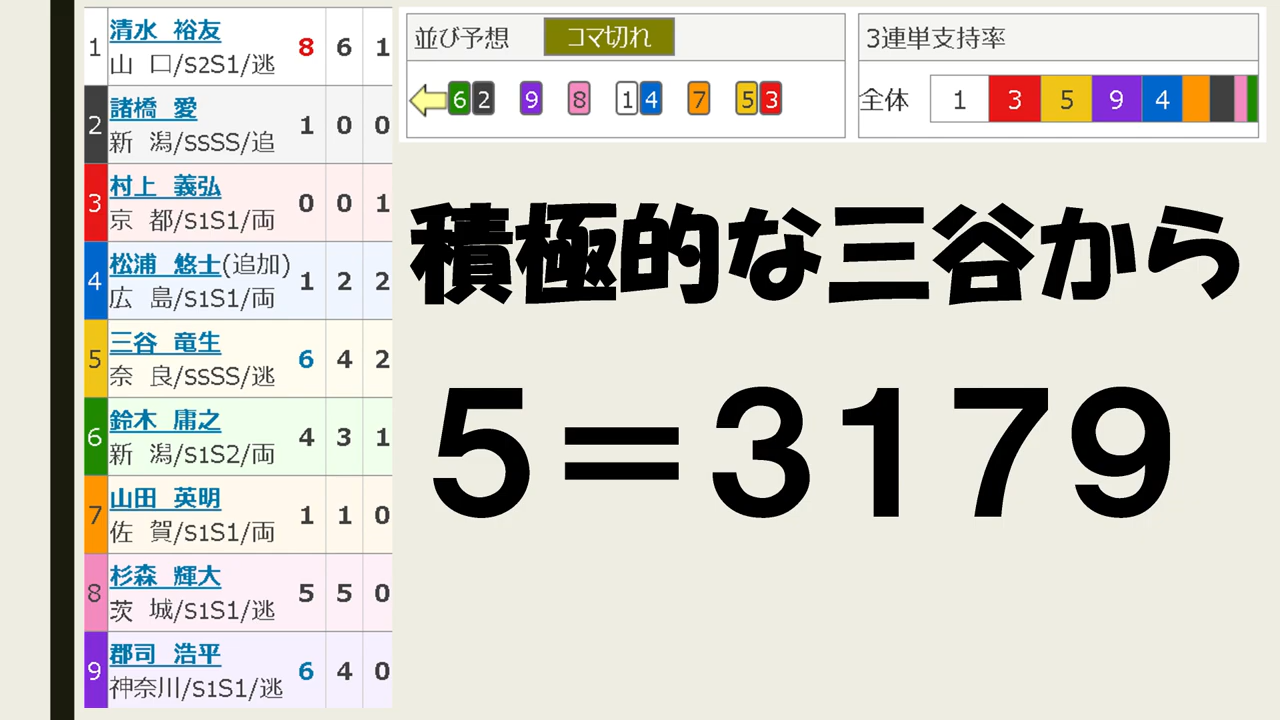 1 清水 裕友 8 6 1
山 口/S2S1/逃
2 諸橋 愛 1 0 0
新 潟/SSSS/追
3 村上 義弘 0 0 1
京 都/S1S1/両
4 松浦 悠士(追加) 1 2 2
広 島/S1S1/両
5 三谷 竜生 6 4 2
奈 良/SSSS/逃
6 鈴木 庸之 4 3 1
新 潟/S1S2/両
7 山田 英明 1 1 0
佐 賀/S1S1/両
8 杉森 輝大 5 5 0
茨 城/S1S1/逃
9 郡司 浩平 6 4 0
神奈川/S1S1/逃
並び予想 コマ切れ
6 2 9 8 1 4 7 5 3
3連単支持率
全体 1 3 5 9 4
積極的な三谷から
5=3179